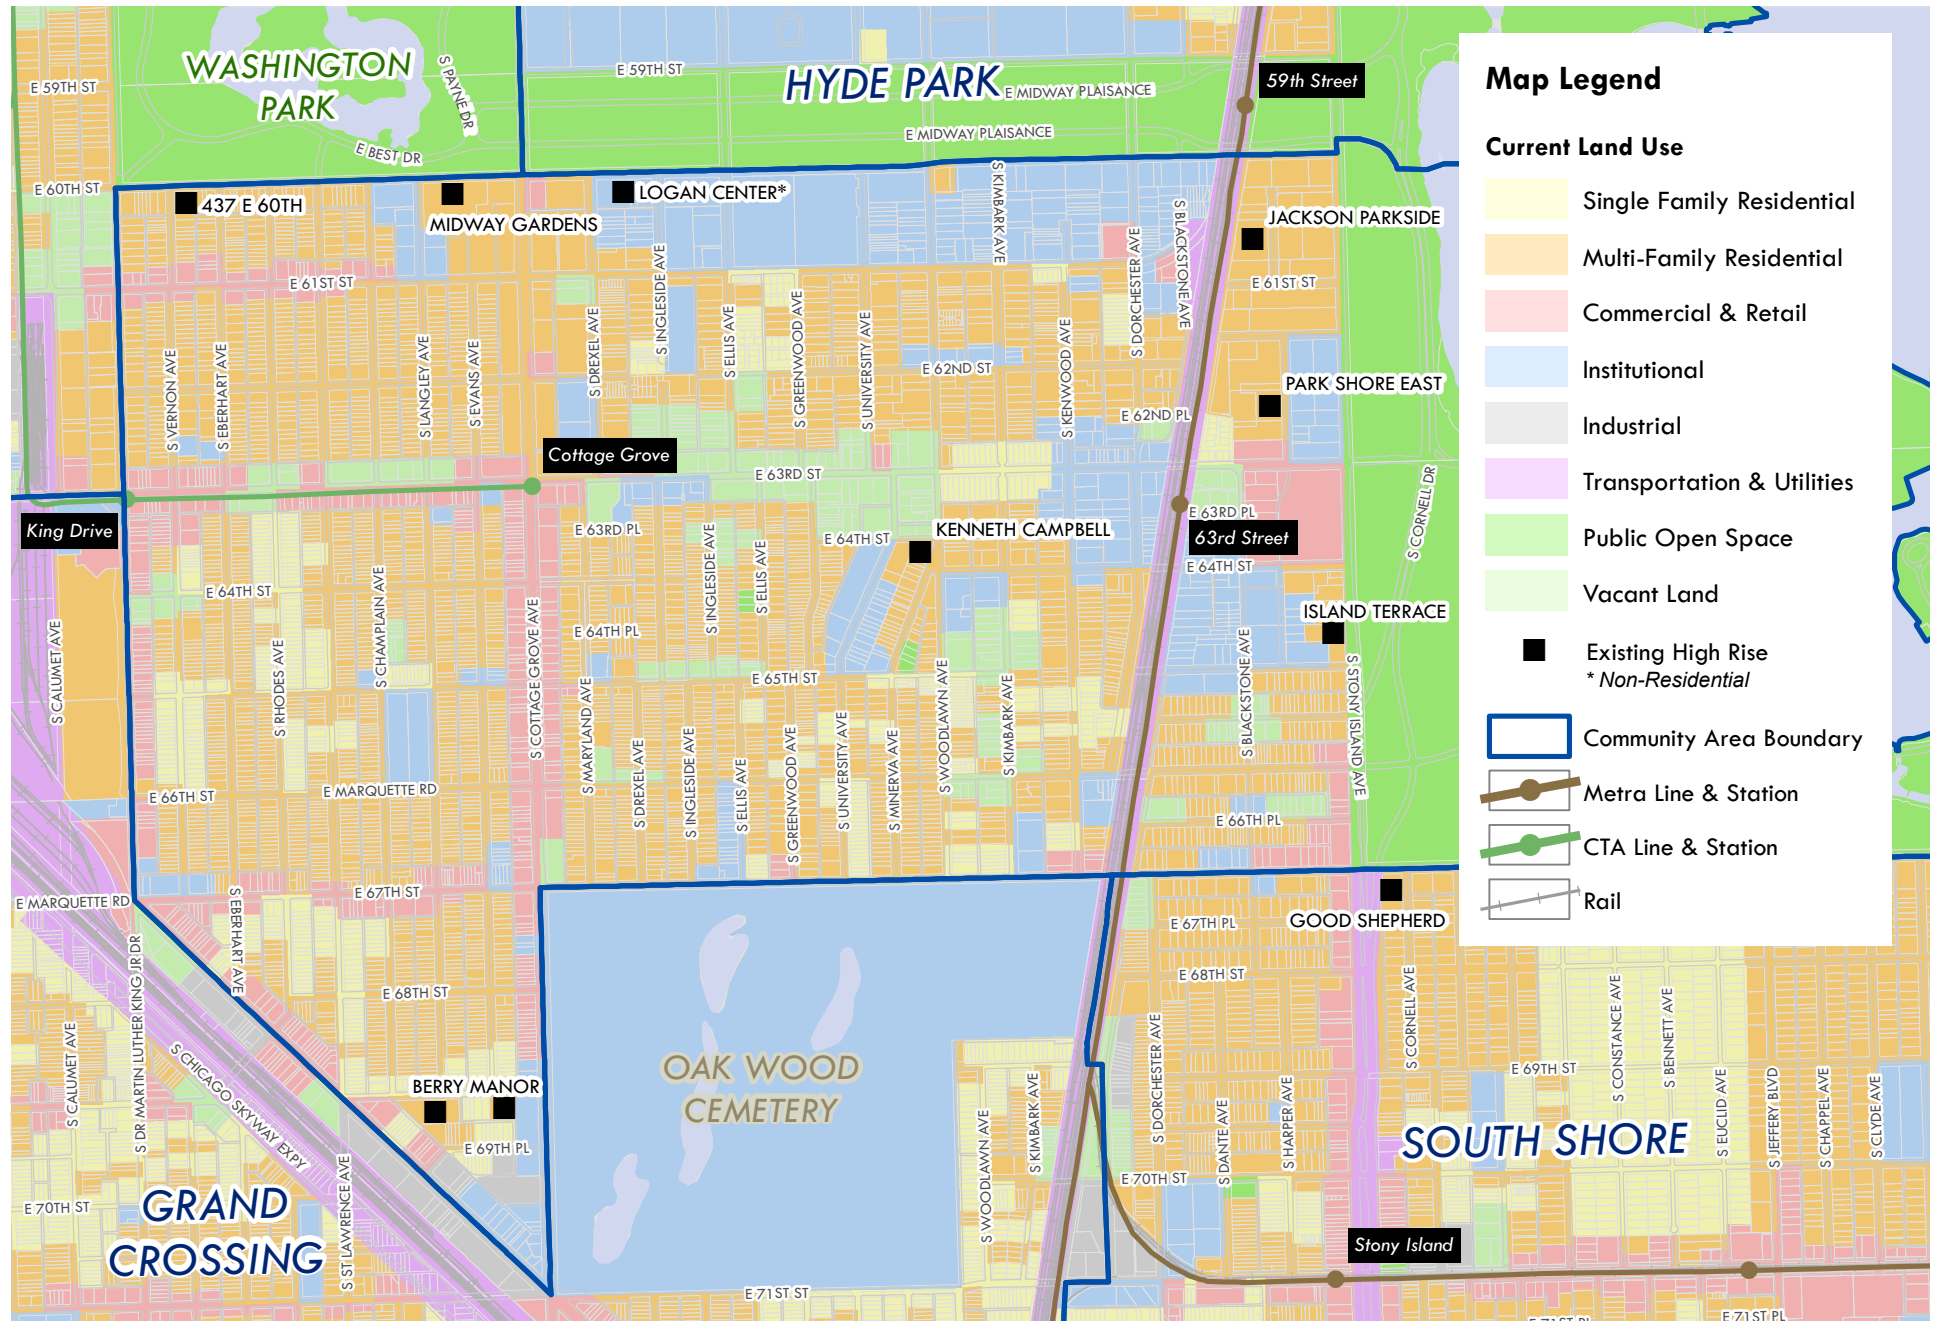 WASHINGTON
PARK
HYDE PARK
E 59TH ST
S PAYNE DR
E 59TH ST
E MIDWAY PLAISANCE
E MIDWAY PLAISANCE
E BEST DR
59th Street
E 60TH ST
437 E 60TH
MIDWAY GARDENS
LOGAN CENTER*
S KIMBARK AVE
S DORCHESTER AVE
S BLACKSTONE AVE
JACKSON PARKSIDE
E 61ST ST
S INGLESIDE AVE
E 61ST ST
S VERNON AVE
S EBERHART AVE
S LANGLEY AVE
S EVANS AVE
S DREXEL AVE
S ELLIS AVE
S GREENWOOD AVE
S UNIVERSITY AVE
E 62ND ST
S KENWOOD AVE
E 62ND PL
PARK SHORE EAST
Cottage Grove
E 63RD ST
King Drive
E 63RD PL
S INGLESIDE AVE
S ELLIS AVE
E 64TH ST
KENNETH CAMPBELL
E 63RD PL
63rd Street
E 64TH ST
S CORNELL DR
E 64TH ST
S CHAMPLAIN AVE
S CALUMET AVE
S RHODES AVE
S COTTAGE GROVE AVE
E 64TH PL
ISLAND TERRACE
E 65TH ST
S MARYLAND AVE
S DREXEL AVE
S INGLESIDE AVE
S ELLIS AVE
S GREENWOOD AVE
S UNIVERSITY AVE
S MINERVA AVE
S WOODLAWN AVE
S KIMBARK AVE
S BLACKSTONE AVE
S STONY ISLAND AVE
E 66TH ST
E MARQUETTE RD
E 66TH PL
E MARQUETTE RD
S EBERHART AVE
E 67TH ST
E 67TH PL
GOOD SHEPHERD
E 68TH ST
E 68TH ST
S CALUMET AVE
S DR MARTIN LUTHER KING JR DR
S CHICAGO SKYWAY EXPY
S ST LAWRENCE AVE
BERRY MANOR
E 69TH PL
OAK WOOD
CEMETERY
S WOODLAWN AVE
S KIMBARK AVE
S DORCHESTER AVE
S DANTE AVE
S HARPER AVE
S CORNELL AVE
E 69TH ST
S CONSTANCE AVE
S BENNETT AVE
S EUCLID AVE
S JEFFERY BLVD
S CHAPPEL AVE
S CLYDE AVE
SOUTH SHORE
E 70TH ST
E 70TH ST
GRAND
CROSSING
Stony Island
E 71ST ST
E 71ST PL
E 71ST PL
Map Legend
Current Land Use
Single Family Residential
Multi-Family Residential
Commercial & Retail
Institutional
Industrial
Transportation & Utilities
Public Open Space
Vacant Land
Existing High Rise
* Non-Residential
Community Area Boundary
Metra Line & Station
CTA Line & Station
Rail